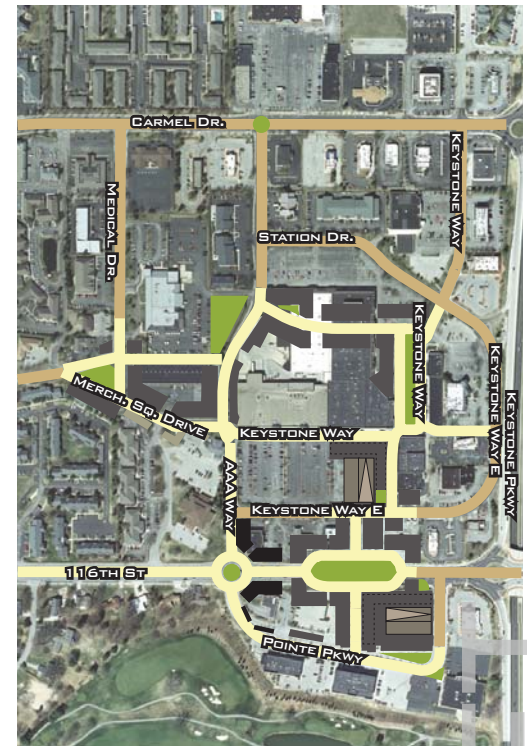 CARMEL DR.
MEDICAL DR.
KEYSTONE WAY
STATION DR.
KEYSTONE WAY
KEYSTONE WAY E
KEYSTONE PKWY
MERCH. SQ. DRIVE
KEYSTONE WAY
AAA WAY
KEYSTONE WAY E
116TH ST
POINTE PKWY